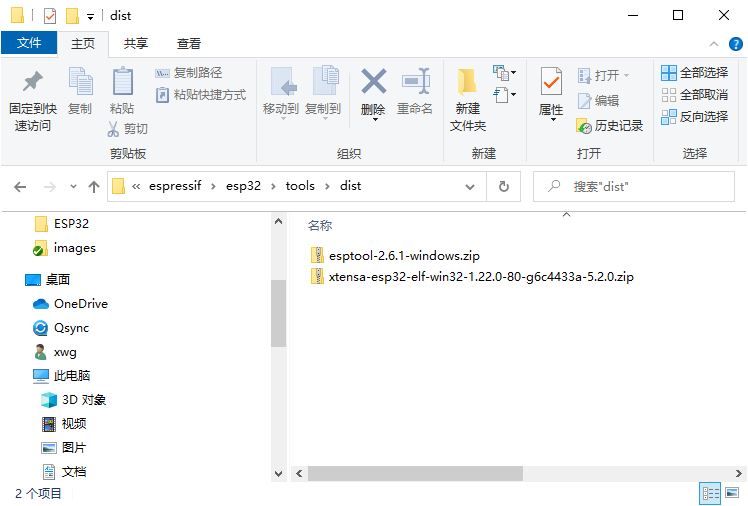 dist
文件 主页 共享 查看
固定到快速访问
复制
粘贴
复制路径
粘贴快捷方式
剪切
剪贴板
移动到
复制到
删除
重命名
组织
新建
文件夹
新建
属性
打开
编辑
历史记录
打开
全部选择
全部取消
反向选择
选择
« espressif › esp32 › tools › dist
搜索"dist"
ESP32
images
桌面
OneDrive
Qsync
xwg
此电脑
3D 对象
视频
图片
文档
名称
esptool-2.6.1-windows.zip
xtensa-esp32-elf-win32-1.22.0-80-g6c4433a-5.2.0.zip
2 个项目